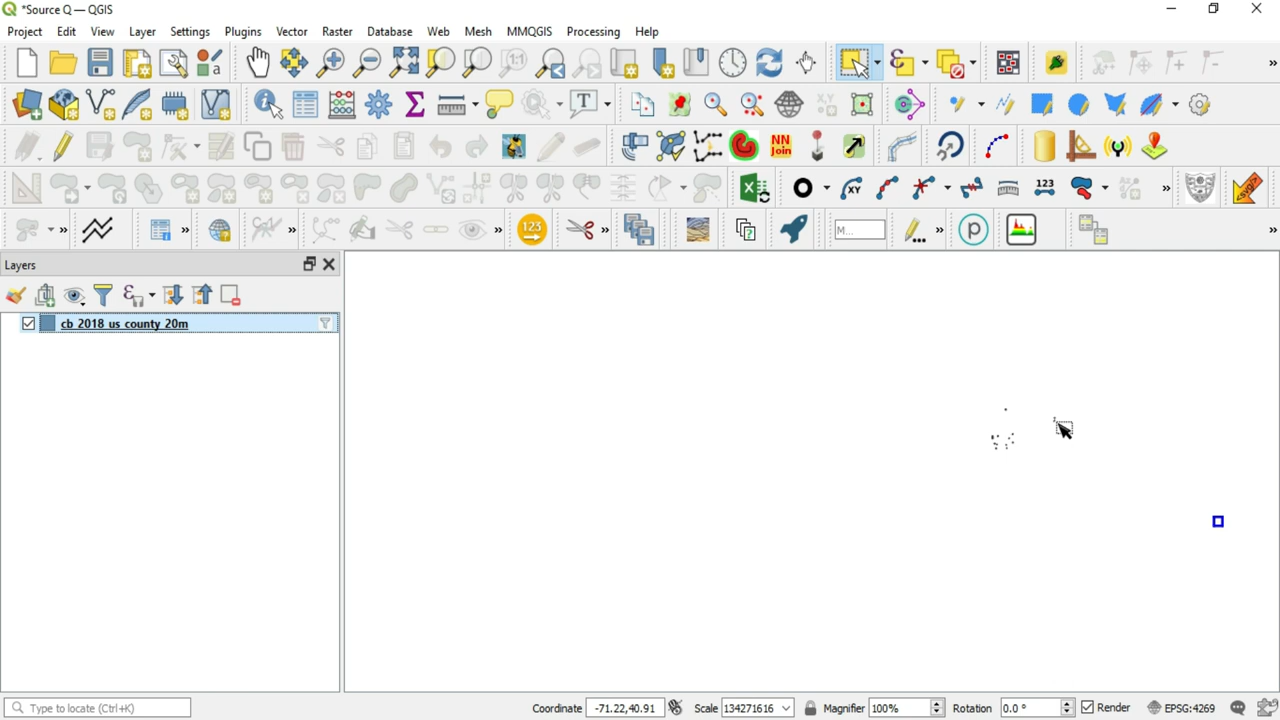 *Source Q — QGIS
Project Edit View Layer Settings Plugins Vector Raster Database Web Mesh MMQGIS Processing Help
NN Join
123
123
M...
Layers
cb 2018 us county 20m
Type to locate (Ctrl+K) Coordinate -71.22,40.91 Scale 134271616 Magnifier 100% Rotation 0.0 ° Render EPSG:4269